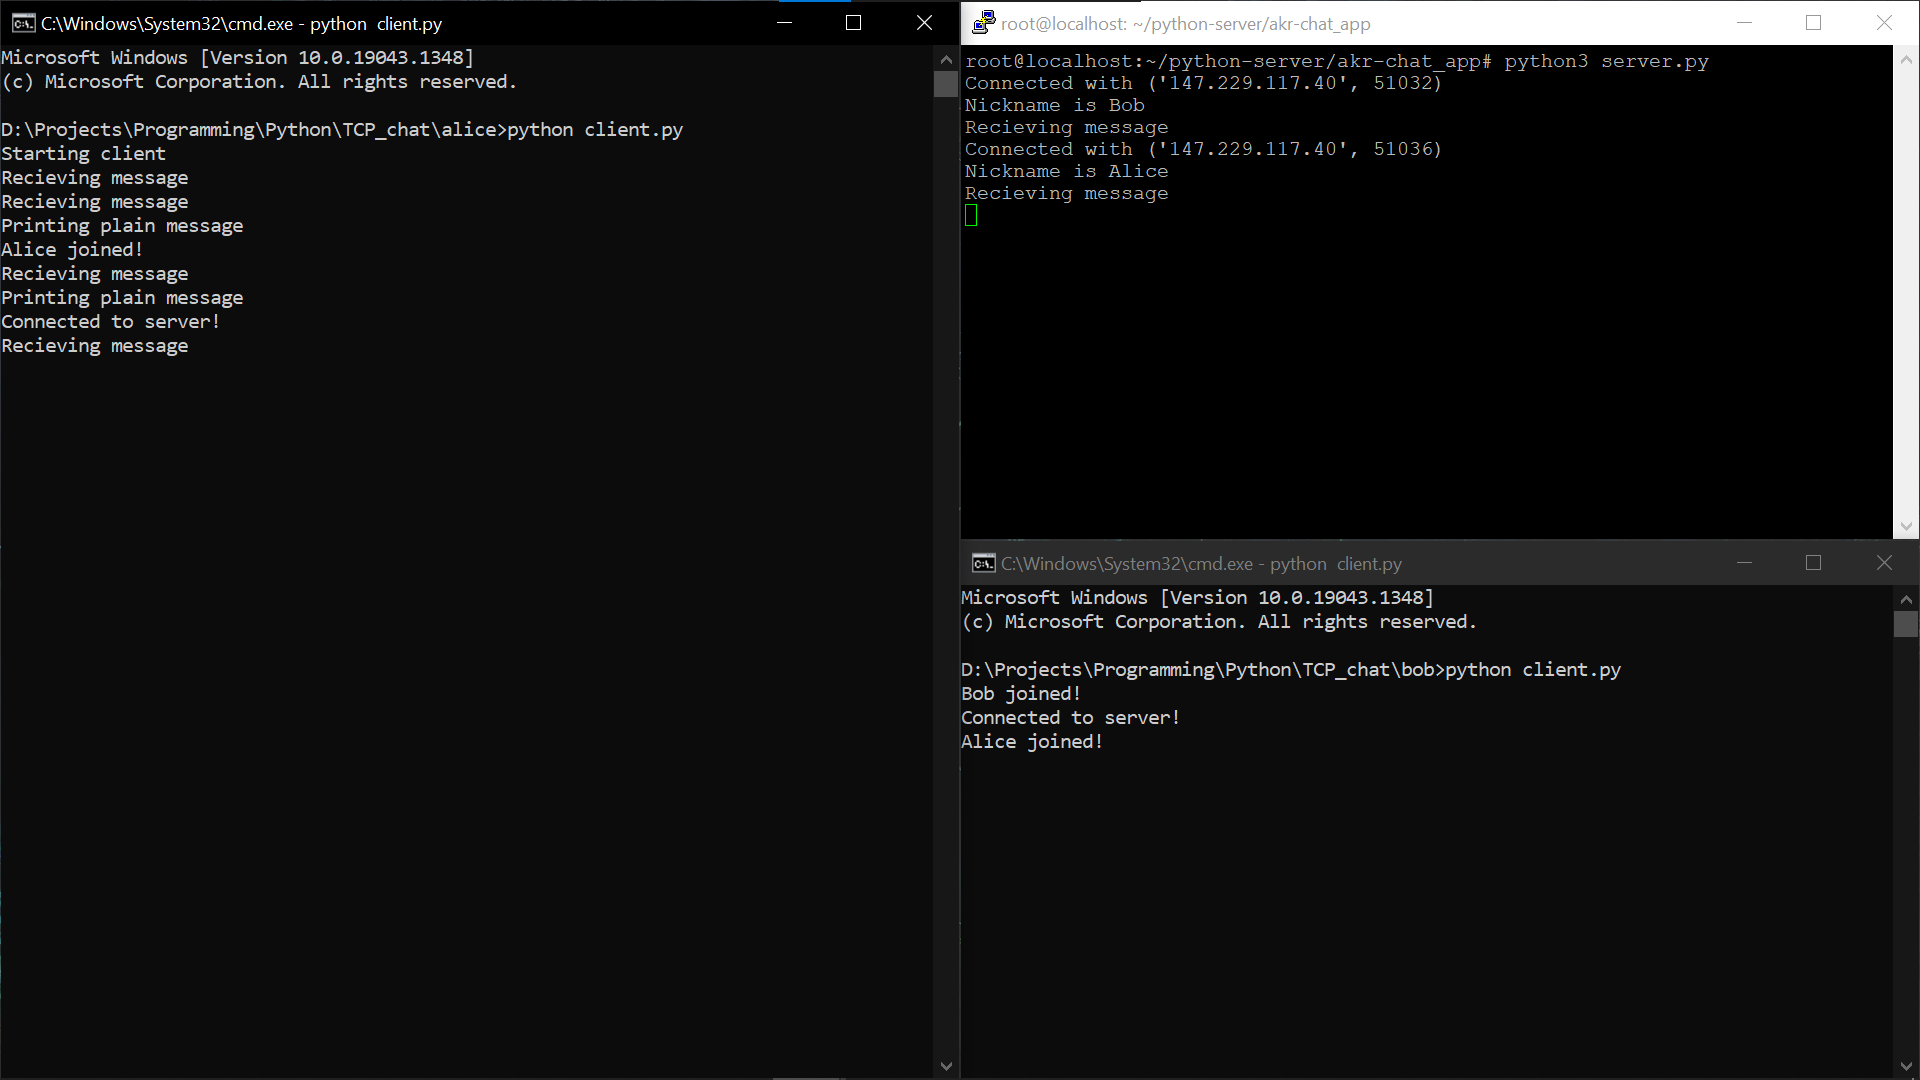 C:\Windows\System32\cmd.exe - python  client.py
Microsoft Windows [Version 10.0.19043.1348]
(c) Microsoft Corporation. All rights reserved.
D:\Projects\Programming\Python\TCP_chat\alice>python client.py
Starting client
Recieving message
Recieving message
Printing plain message
Alice joined!
Recieving message
Printing plain message
Connected to server!
Recieving message
root@localhost: ~/python-server/akr-chat_app
root@localhost:~/python-server/akr-chat_app# python3 server.py
Connected with ('147.229.117.40', 51032)
Nickname is Bob
Recieving message
Connected with ('147.229.117.40', 51036)
Nickname is Alice
Recieving message
C:\Windows\System32\cmd.exe - python  client.py
Microsoft Windows [Version 10.0.19043.1348]
(c) Microsoft Corporation. All rights reserved.
D:\Projects\Programming\Python\TCP_chat\bob>python client.py
Bob joined!
Connected to server!
Alice joined!